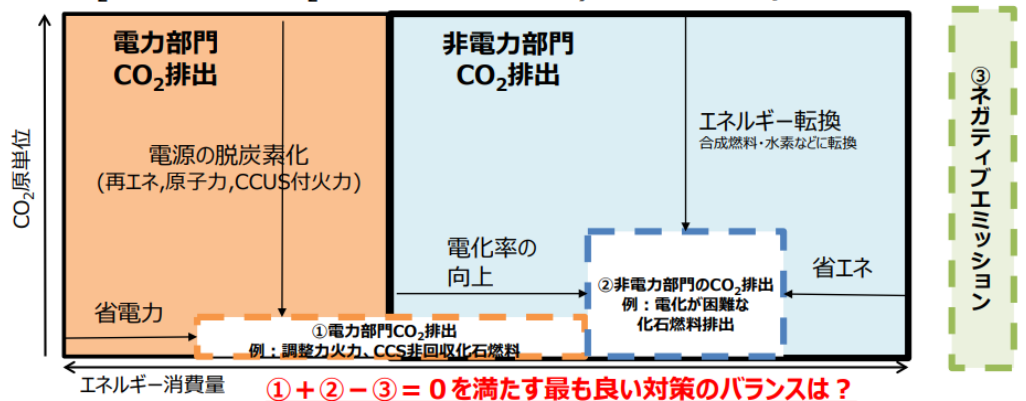 電力部門
CO2排出
非電力部門
CO2排出
電源の脱炭素化
(再エネ,原子力,CCUS付火力)
エネルギー転換
合成燃料・水素などに転換
CO2原単位
電化率の
向上
省エネ
省電力
②非電力部門のCO2排出
例：電化が困難な
化石燃料排出
①電力部門CO2排出
例：調整力火力、CCS非回収化石燃料
エネルギー消費量
①＋②－③＝０を満たす最も良い対策のバランスは？
③ネガティブエミッション